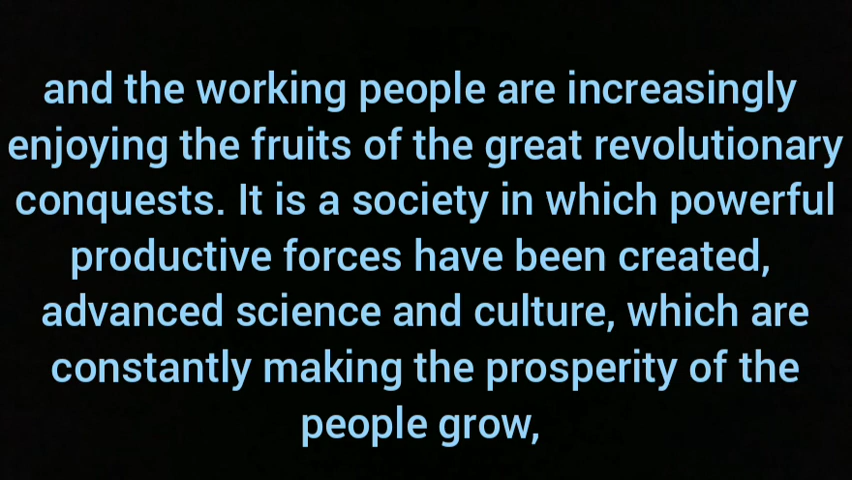 and the working people are increasingly
enjoying the fruits of the great revolutionary
conquests. It is a society in which powerful
productive forces have been created,
advanced science and culture, which are
constantly making the prosperity of the
people grow,